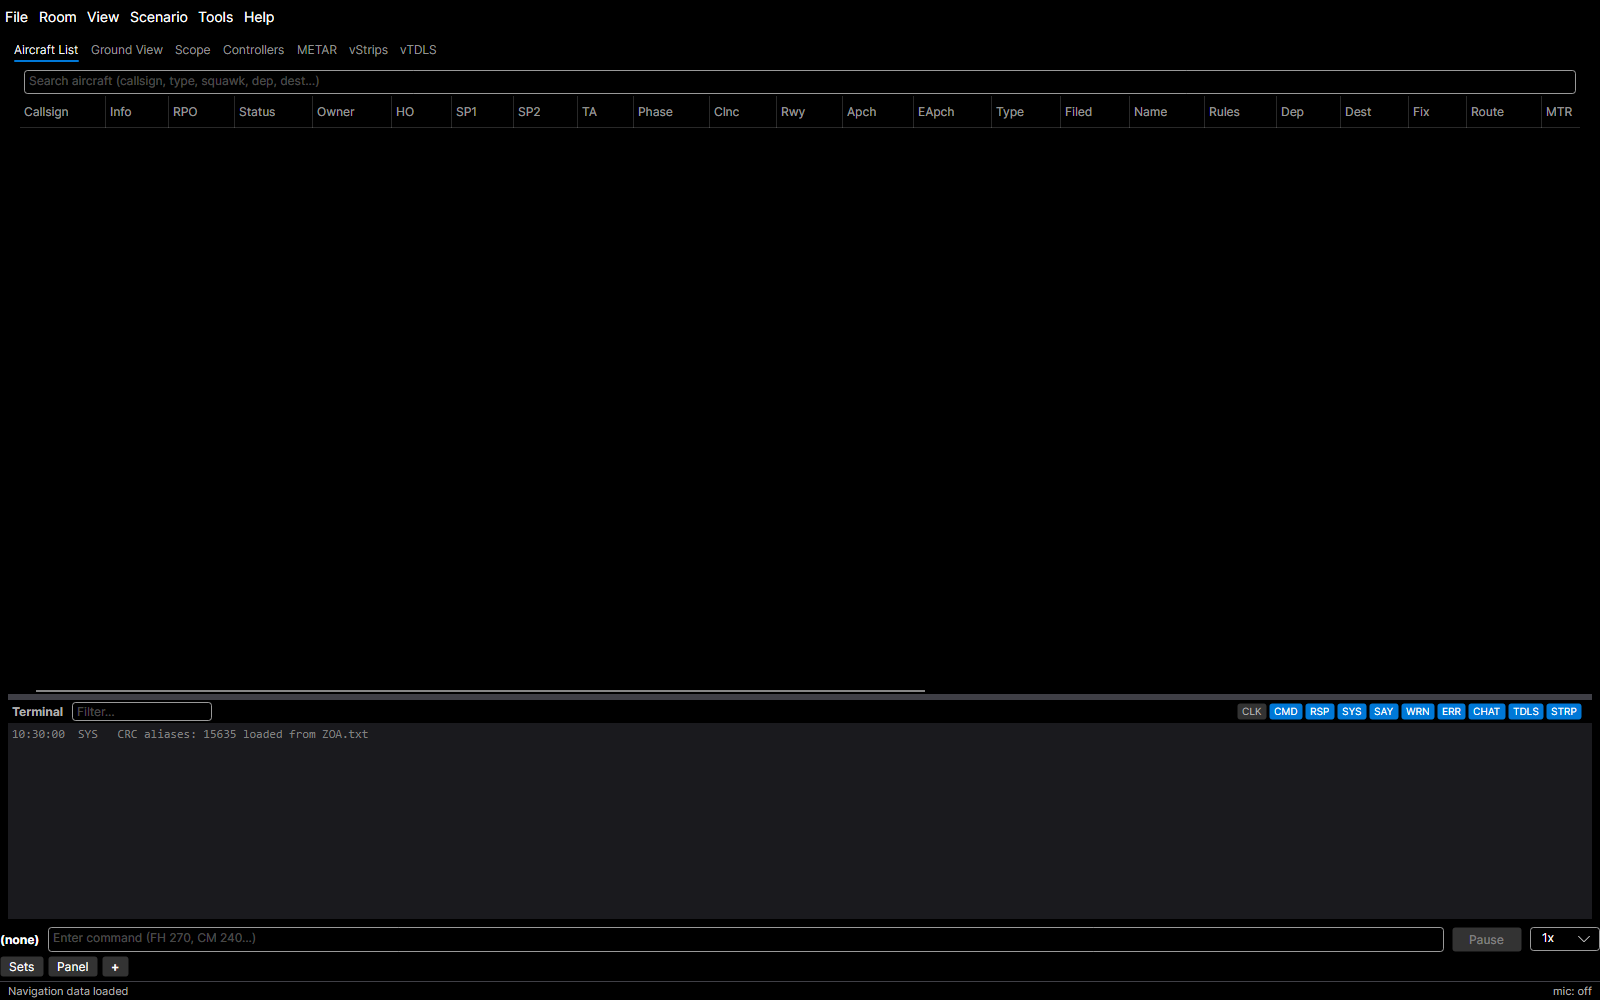 File Room View Scenario Tools Help
Aircraft List Ground View Scope Controllers METAR vStrips vTDLS
Search aircraft (callsign, type, squawk, dep, dest...)
Callsign Info RPO Status Owner HO SP1 SP2 TA Phase Clnc Rwy Apch EApch Type Filed Name Rules Dep Dest Fix Route MTR
Terminal Filter... CLK CMD RSP SYS SAY WRN ERR CHAT TDLS STRP
10:30:00 SYS CRC aliases: 15635 loaded from ZOA.txt
(none) Enter command (FH 270, CM 240...) Pause 1x
Sets Panel +
Navigation data loaded mic: off